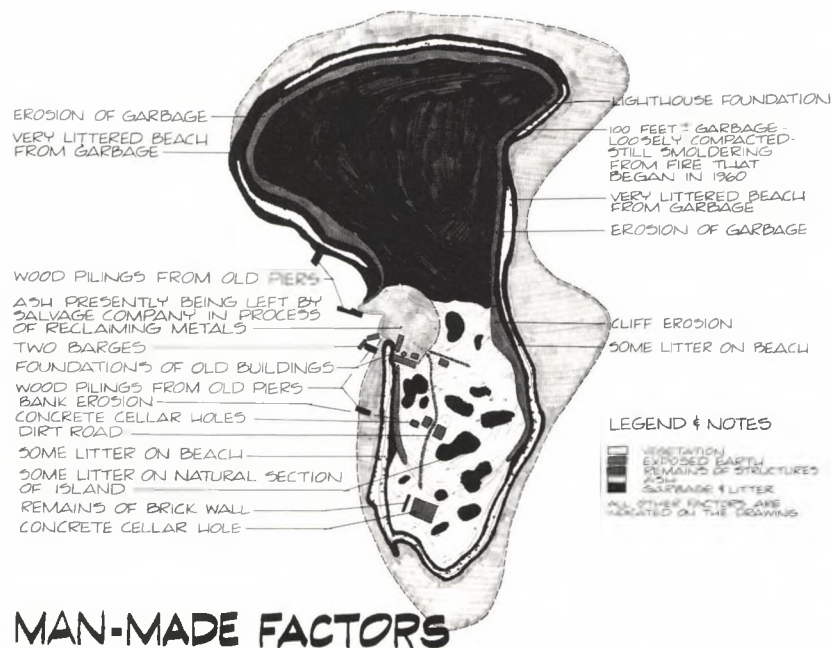 EROSION OF GARBAGE
VERY LITTERED BEACH
FROM GARBAGE
WOOD PILINGS FROM OLD PIERS
ASH PRESENTLY BEING LEFT BY
SALVAGE COMPANY IN PROCESS
OF RECLAIMING METALS
TWO BARGES
FOUNDATIONS OF OLD BUILDINGS
WOOD PILINGS FROM OLD PIERS
BANK EROSION
CONCRETE CELLAR HOLES
DIRT ROAD
SOME LITTER ON BEACH
SOME LITTER ON NATURAL SECTION
OF ISLAND
REMAINS OF BRICK WALL
CONCRETE CELLAR HOLE
LIGHTHOUSE FOUNDATION
100 FEET ± GARBAGE -
LOOSELY COMPACTED-
STILL SMOLDERING
FROM FIRE THAT
BEGAN IN 1960
VERY LITTERED BEACH
FROM GARBAGE
EROSION OF GARBAGE
CLIFF EROSION
SOME LITTER ON BEACH
LEGEND & NOTES
VEGETATION
EXPOSED EARTH
REMAINS OF STRUCTURES
ASH
GARBAGE & LITTER
ALL OTHER FACTORS ARE
INDICATED ON THE DRAWING
MAN-MADE FACTORS